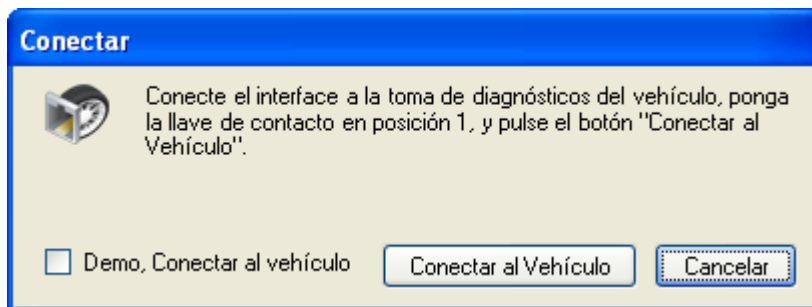 Conectar
Conecte el interface a la toma de diagnósticos del vehículo, ponga
la llave de contacto en posición 1, y pulse el botón "Conectar al
Vehículo".
Demo, Conectar al vehículo
Conectar al Vehículo
Cancelar